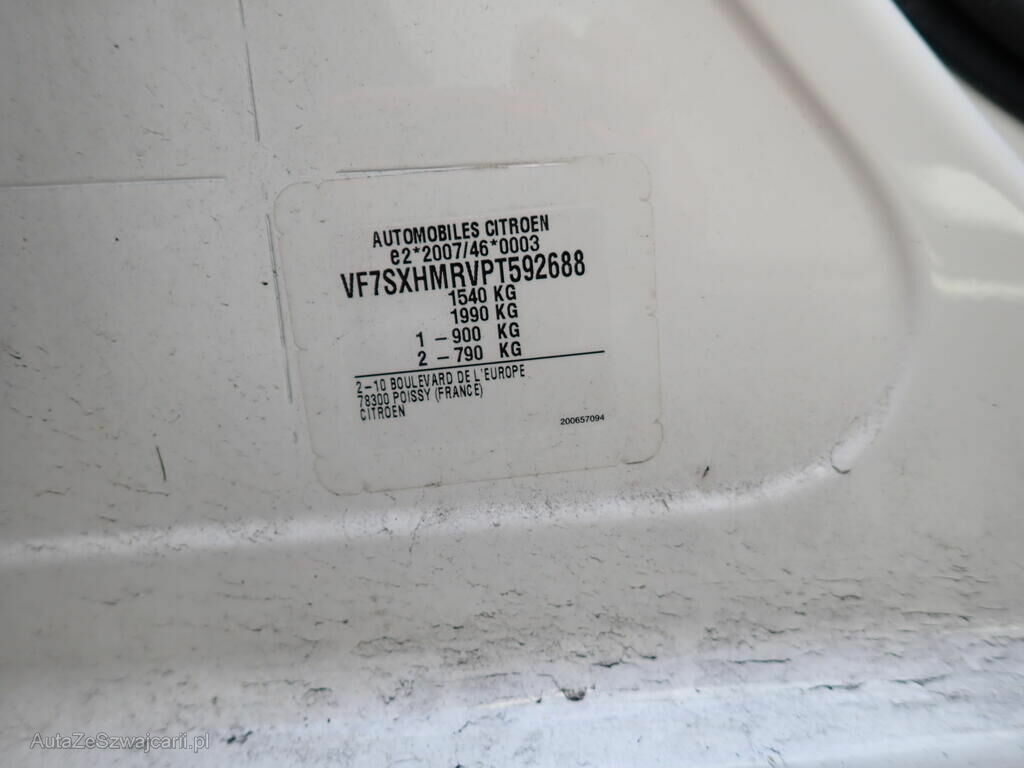 AUTOMOBILES CITROEN
e2*2007/46*0003
VF7SXHMRVPT592688
1540 KG
1990 KG
1 -900 KG
2 -790 KG
2-10 BOULEVARD DE L'EUROPE
78300 POISSY (FRANCE)
CITROEN
200657094
AutaZeSzwajcarii.pl